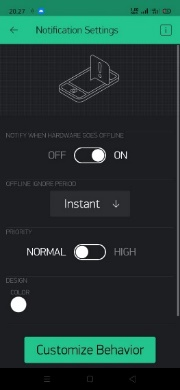 20.27
Notification Settings
NOTIFY WHEN HARDWARE GOES OFFLINE
OFF ON
OFFLINE IGNORE PERIOD
Instant ↓
PRIORITY
NORMAL HIGH
DESIGN
COLOR
Customize Behavior